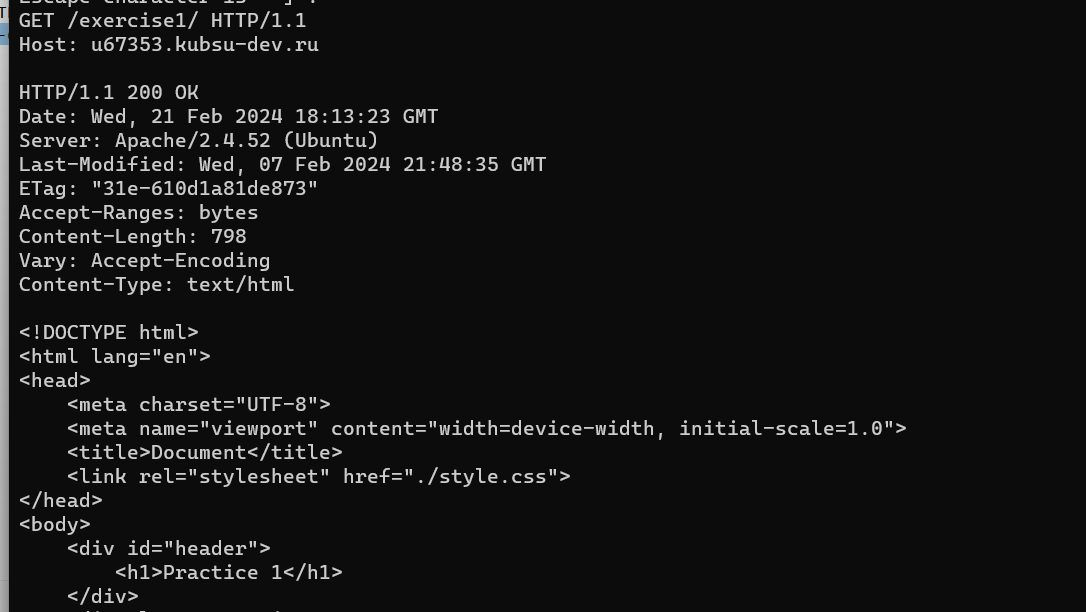 GET /exercise1/ HTTP/1.1
Host: u67353.kubsu-dev.ru

HTTP/1.1 200 OK
Date: Wed, 21 Feb 2024 18:13:23 GMT
Server: Apache/2.4.52 (Ubuntu)
Last-Modified: Wed, 07 Feb 2024 21:48:35 GMT
ETag: "31e-610d1a81de873"
Accept-Ranges: bytes
Content-Length: 798
Vary: Accept-Encoding
Content-Type: text/html

<!DOCTYPE html>
<html lang="en">
<head>
    <meta charset="UTF-8">
    <meta name="viewport" content="width=device-width, initial-scale=1.0">
    <title>Document</title>
    <link rel="stylesheet" href="./style.css">
</head>
<body>
    <div id="header">
        <h1>Practice 1</h1>
    </div>